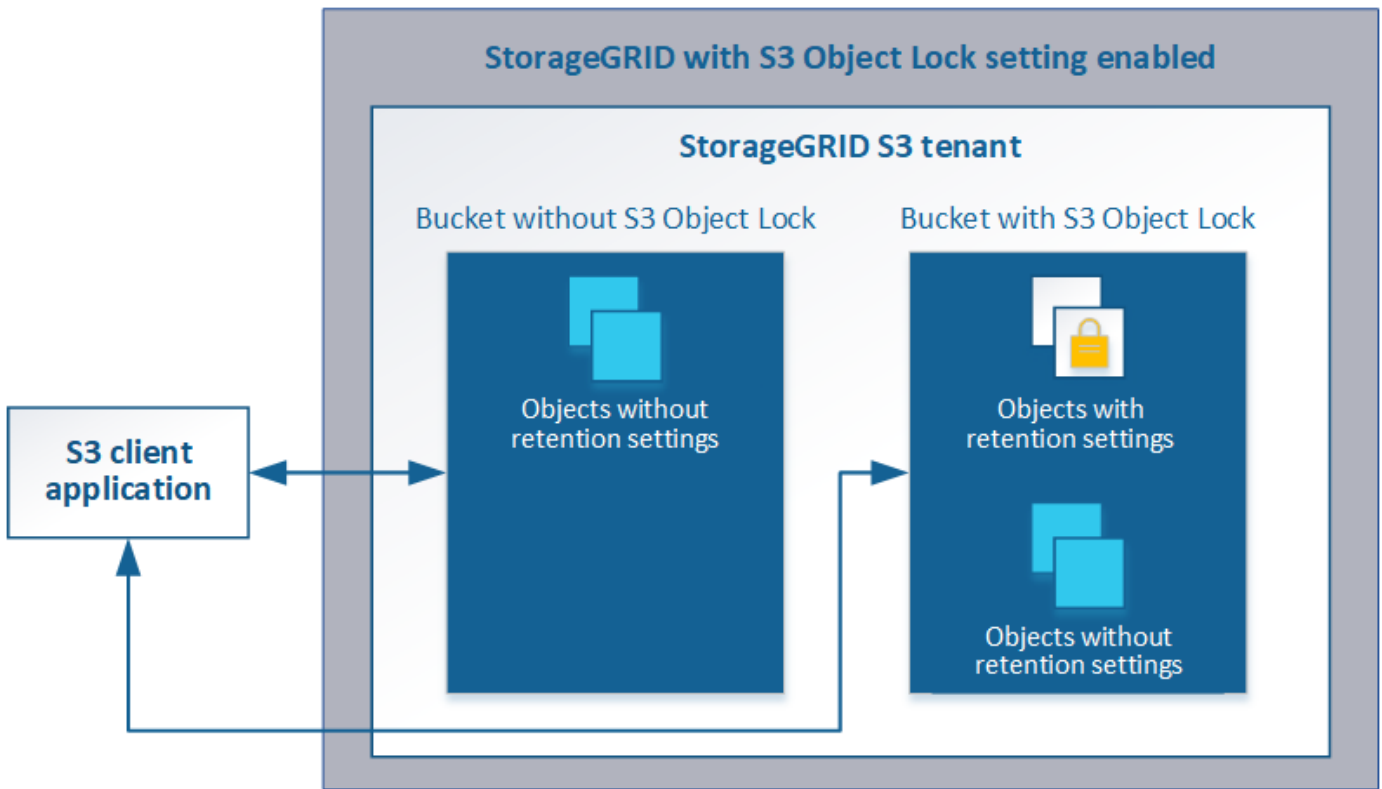 StorageGRID with S3 Object Lock setting enabled
StorageGRID S3 tenant
Bucket without S3 Object Lock
Bucket with S3 Object Lock
Objects without
retention settings
Objects with
retention settings
S3 client
application
Objects without
retention settings